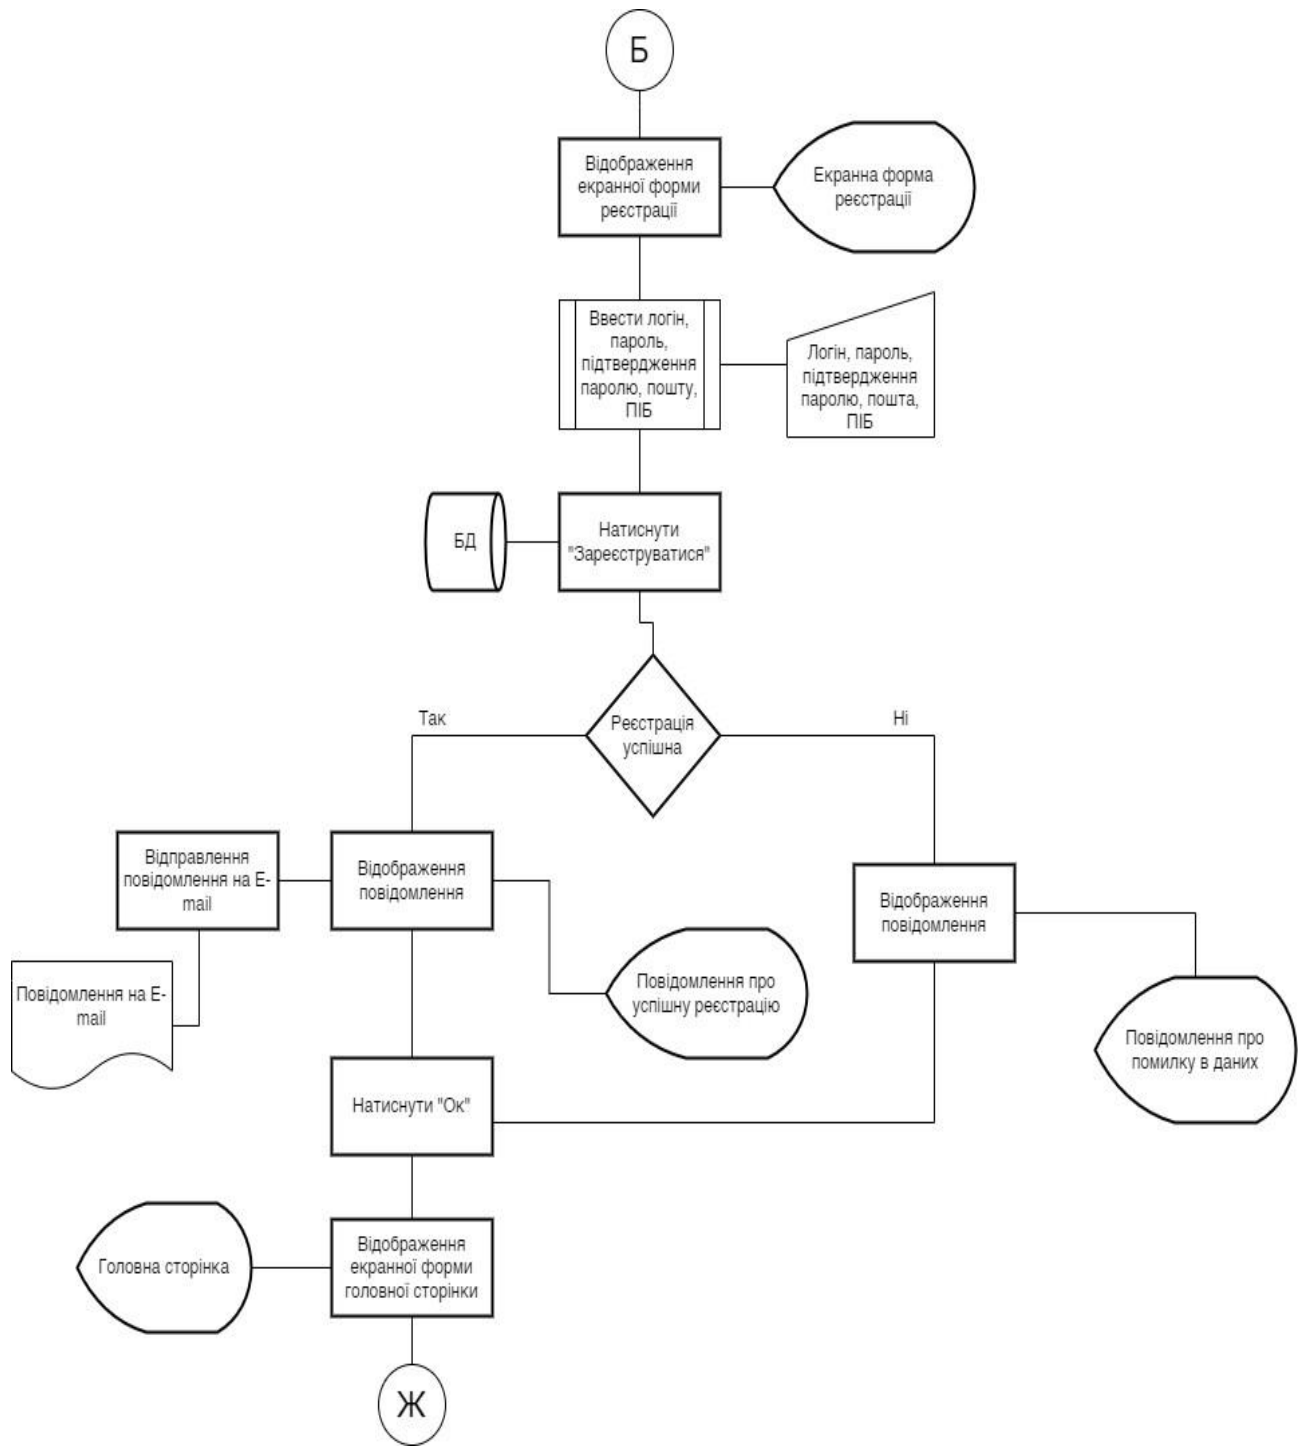 Б
Відображення
екранної форми
реєстрації
Екранна форма
реєстрації
Ввести логін,
пароль,
підтвердження
паролю, пошту,
ПІБ
Логін, пароль,
підтвердження
паролю, пошта,
ПІБ
БД
Натиснути
"Зареєструватися"
Реєстрація
успішна
Так
Ні
Відправлення
повідомлення на E-
mail
Відображення
повідомлення
Відображення
повідомлення
Повідомлення на E-
mail
Повідомлення про
успішну реєстрацію
Повідомлення про
помилку в даних
Натиснути "Ок"
Головна сторінка
Відображення
екранної форми
головної сторінки
Ж